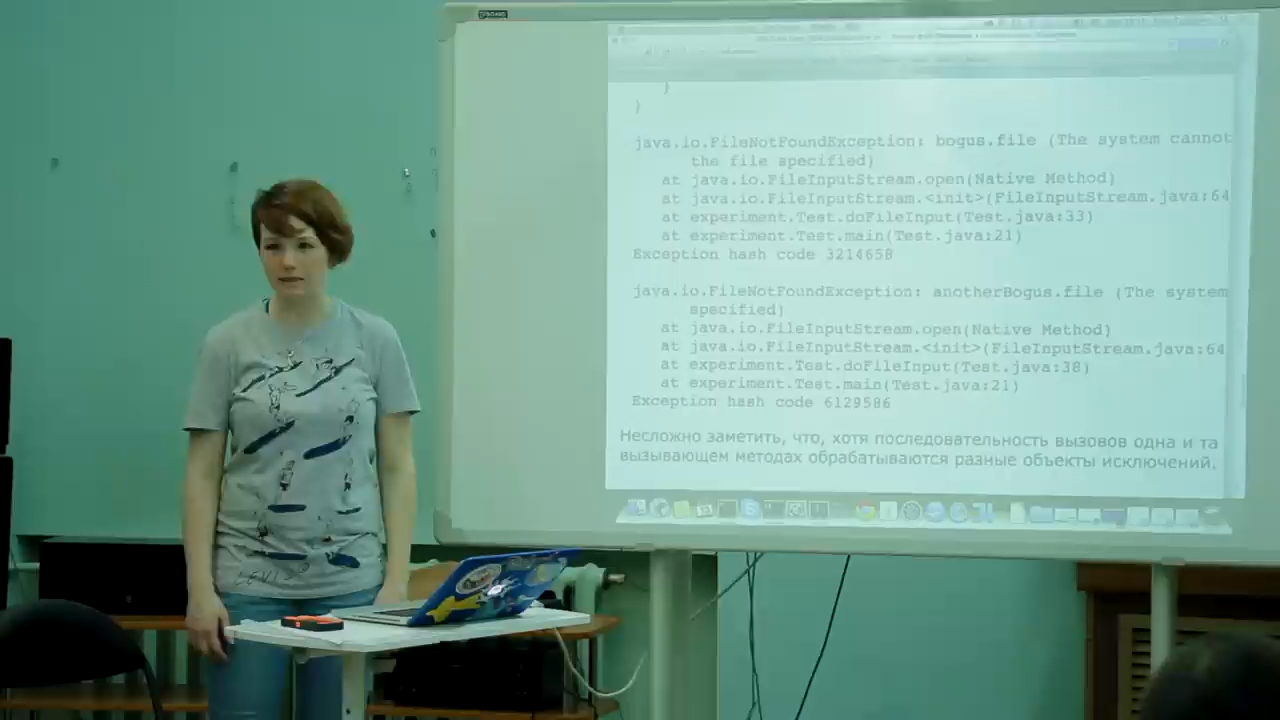 }
}
java.io.FileNotFoundException: bogus.file (The system cannot
the file specified)
at java.io.FileInputStream.open(Native Method)
at java.io.FileInputStream.<init>(FileInputStream.java:64
at experiment.Test.doFileInput(Test.java:33)
at experiment.Test.main(Test.java:21)
Exception hash code 3214658
java.io.FileNotFoundException: anotherBogus.file (The system
specified)
at java.io.FileInputStream.open(Native Method)
at java.io.FileInputStream.<init>(FileInputStream.java:64
at experiment.Test.doFileInput(Test.java:38)
at experiment.Test.main(Test.java:21)
Exception hash code 6129586
Несложно заметить, что, хотя последовательность вызовов одна и та
вызывающем методах обрабатываются разные объекты исключений.
LEVI'S